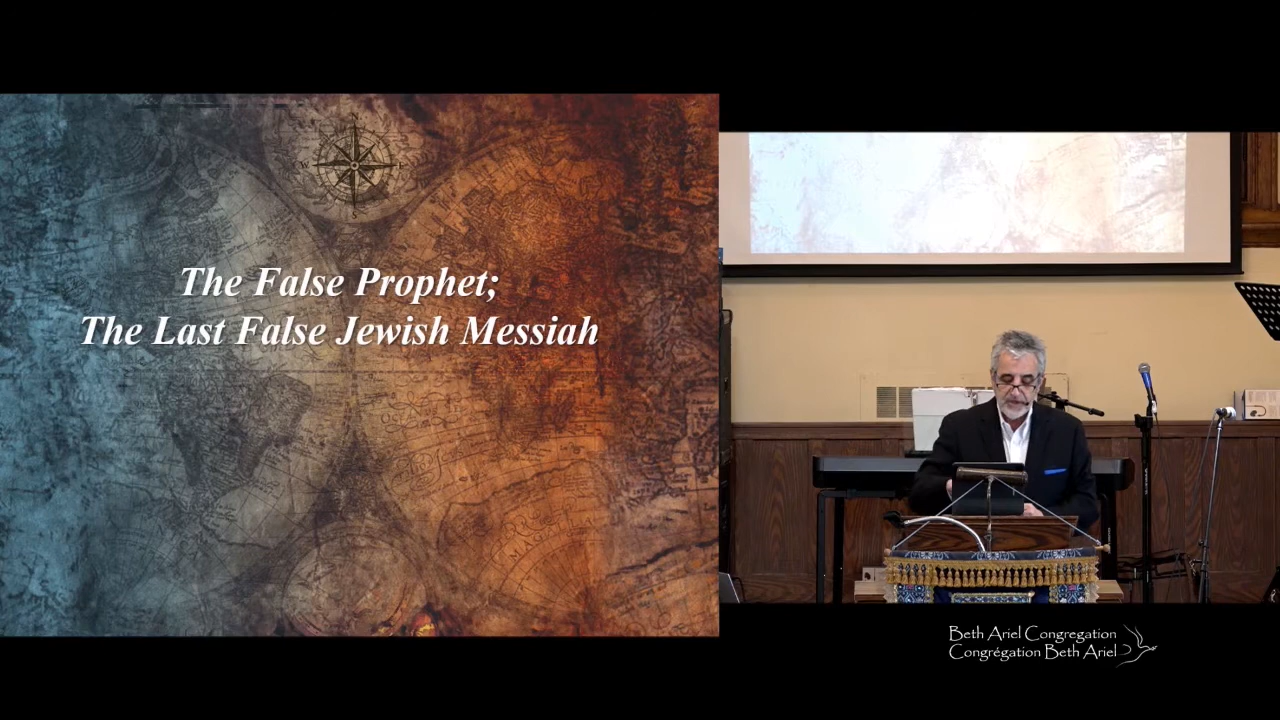 The False Prophet;
The Last False Jewish Messiah
Beth Ariel Congregation
Congrégation Beth Ariel